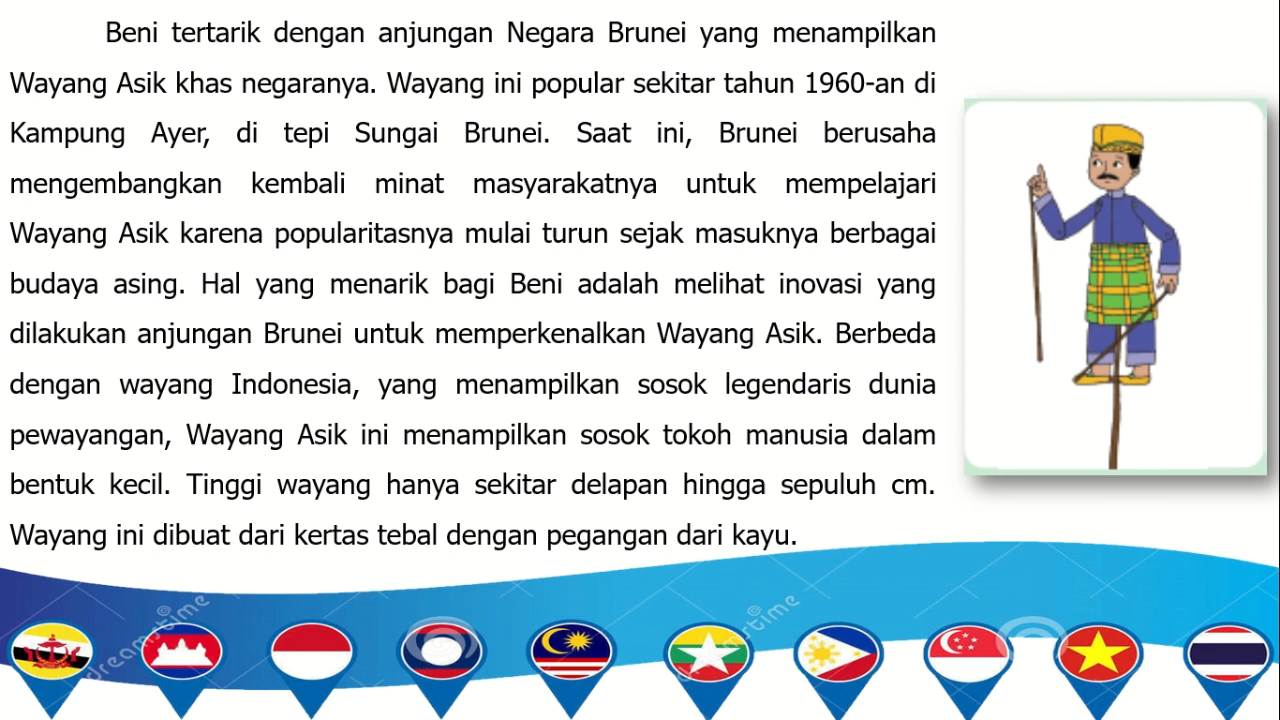 Beni tertarik dengan anjungan Negara Brunei yang menampilkan
Wayang Asik khas negaranya. Wayang ini popular sekitar tahun 1960-an di
Kampung Ayer, di tepi Sungai Brunei. Saat ini, Brunei berusaha
mengembangkan kembali minat masyarakatnya untuk mempelajari
Wayang Asik karena popularitasnya mulai turun sejak masuknya berbagai
budaya asing. Hal yang menarik bagi Beni adalah melihat inovasi yang
dilakukan anjungan Brunei untuk memperkenalkan Wayang Asik. Berbeda
dengan wayang Indonesia, yang menampilkan sosok legendaris dunia
pewayangan, Wayang Asik ini menampilkan sosok tokoh manusia dalam
bentuk kecil. Tinggi wayang hanya sekitar delapan hingga sepuluh cm.
Wayang ini dibuat dari kertas tebal dengan pegangan dari kayu.
dreamstime